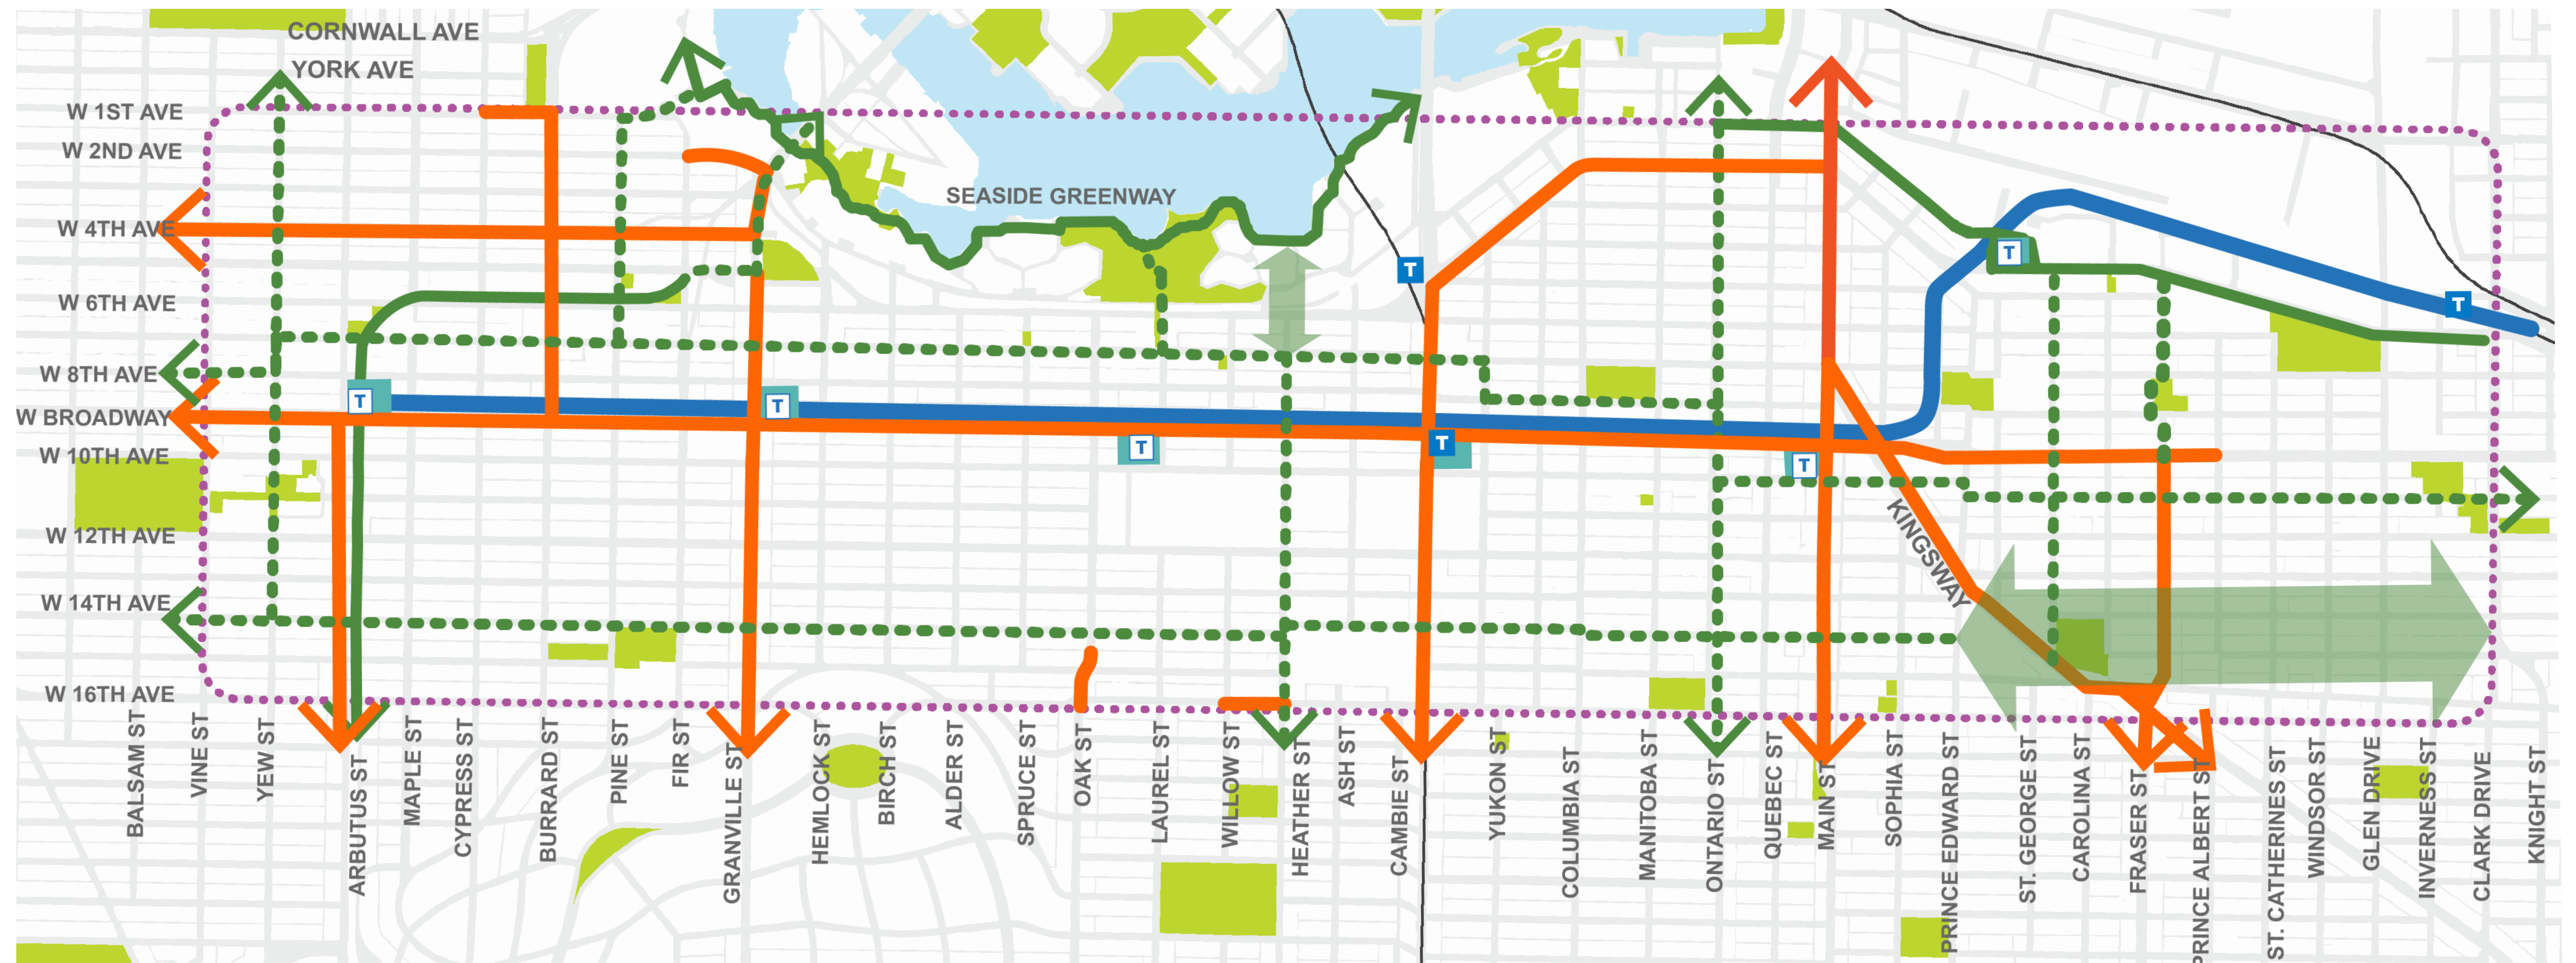 CORNWALL AVE
YORK AVE
W 1ST AVE
W 2ND AVE
SEASIDE GREENWAY
W 4TH AVE
T
T
T
W 6TH AVE
W 8TH AVE
T
T
W BROADWAY
T
T
T
W 10TH AVE
KINGSWAY
W 12TH AVE
W 14TH AVE
W 16TH AVE
BALSAM ST
VINE ST
YEW ST
ARBUTUS ST
MAPLE ST
CYPRESS ST
BURRARD ST
PINE ST
FIR ST
GRANVILLE ST
HEMLOCK ST
BIRCH ST
ALDER ST
SPRUCE ST
OAK ST
LAUREL ST
WILLOW ST
HEATHER ST
ASH ST
CAMBIE ST
YUKON ST
COLUMBIA ST
MANITOBA ST
ONTARIO ST
QUEBEC ST
MAIN ST
SOPHIA ST
PRINCE EDWARD ST
ST. GEORGE ST
CAROLINA ST
FRASER ST
PRINCE ALBERT ST
ST. CATHERINES ST
WINDSOR ST
GLEN DRIVE
INVERNESS ST
CLARK DRIVE
KNIGHT ST